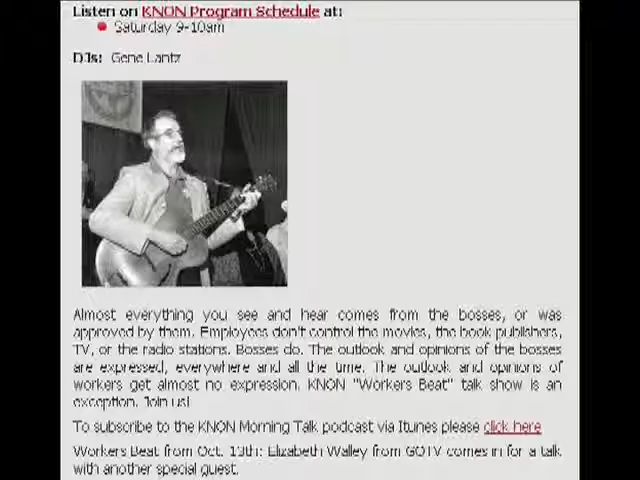 Listen on KNON Program Schedule at:
Saturday 9-10am
DJs: Gene Lantz
Almost everything you see and hear comes from the bosses, or was
approved by them. Employees don't control the movies, the book publishers,
TV, or the radio stations. Bosses do. The outlook and opinions of the bosses
are expressed, everywhere and all the time. The outlook and opinions of
workers get almost no expression. KNON "Workers Beat" talk show is an
exception. Join us!
To subscribe to the KNON Morning Talk podcast via Itunes please click here
Workers Beat from Oct. 13th: Elizabeth Walley from GOTV comes in for a talk
with another special guest.